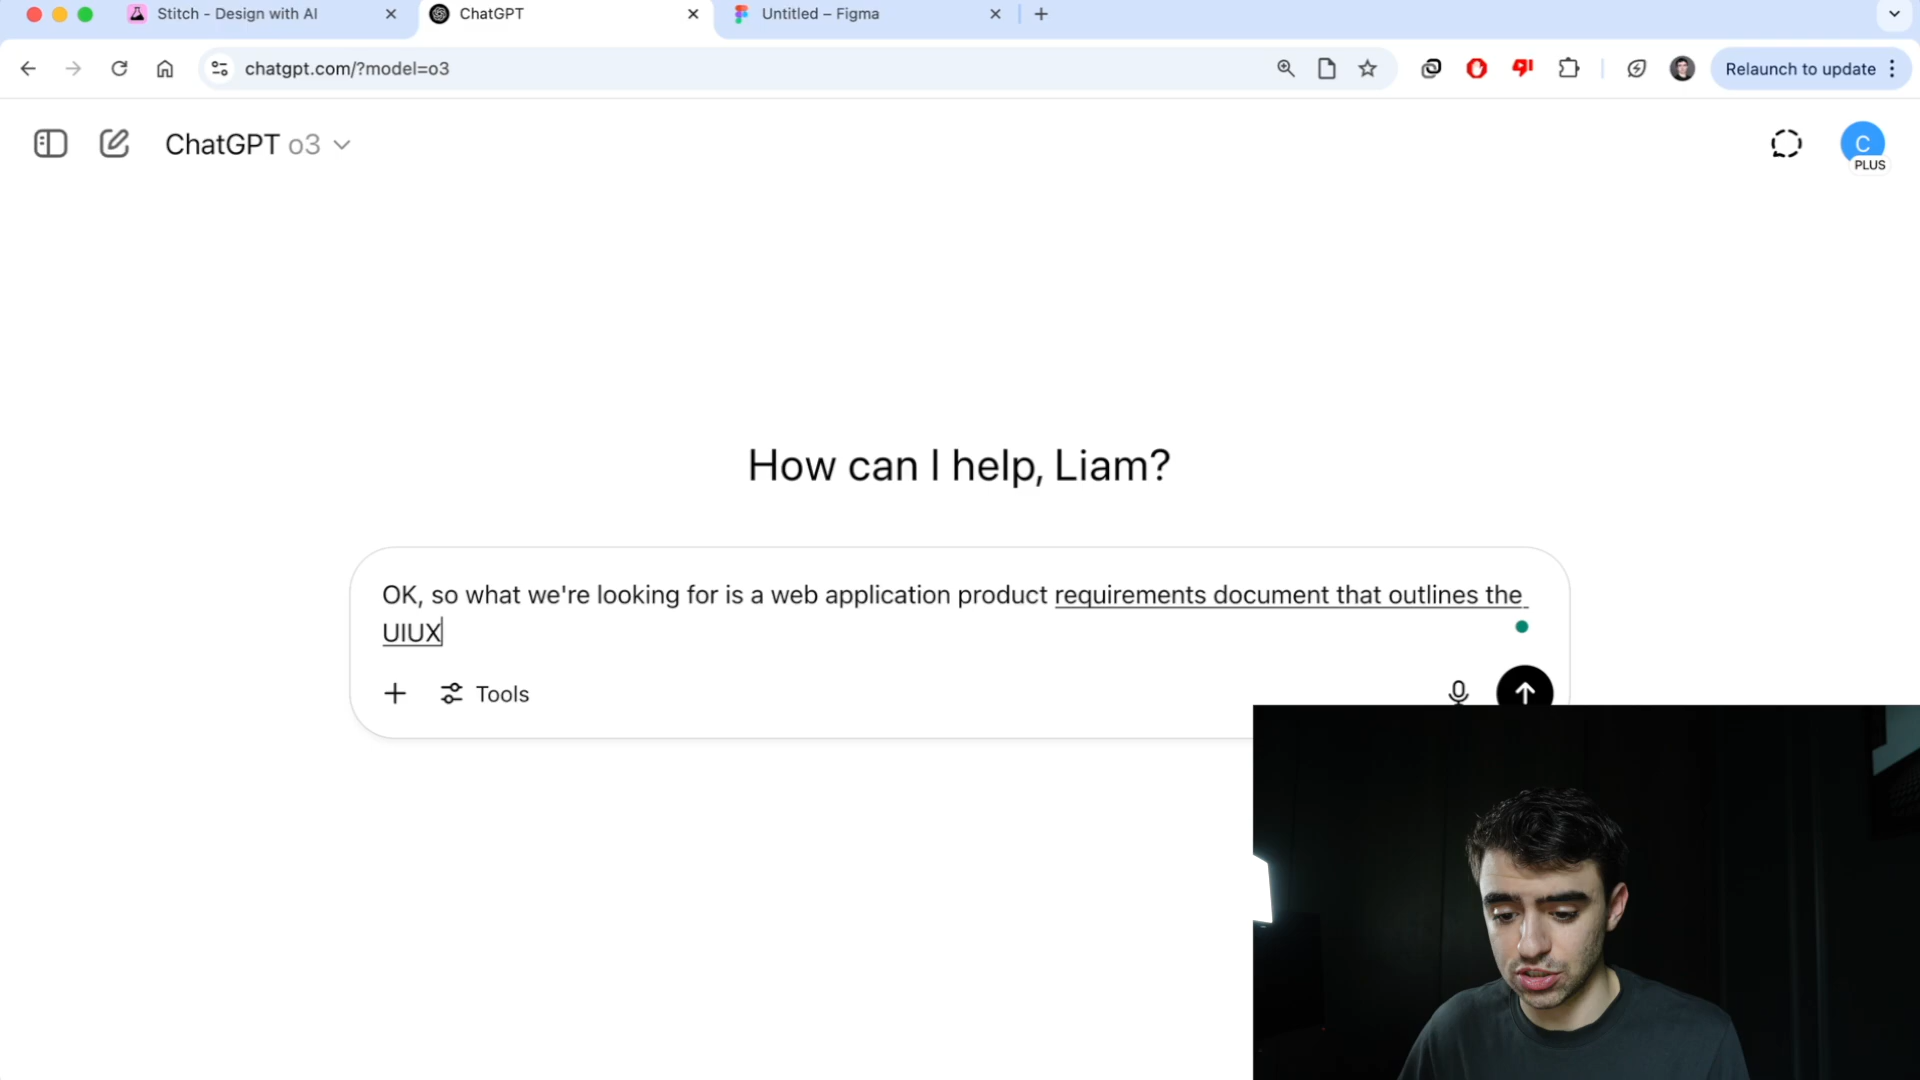 Stitch - Design with AI
ChatGPT
Untitled – Figma
chatgpt.com/?model=o3
Relaunch to update
ChatGPT o3
C
PLUS
How can I help, Liam?
OK, so what we're looking for is a web application product requirements document that outlines the
UIUX
Tools